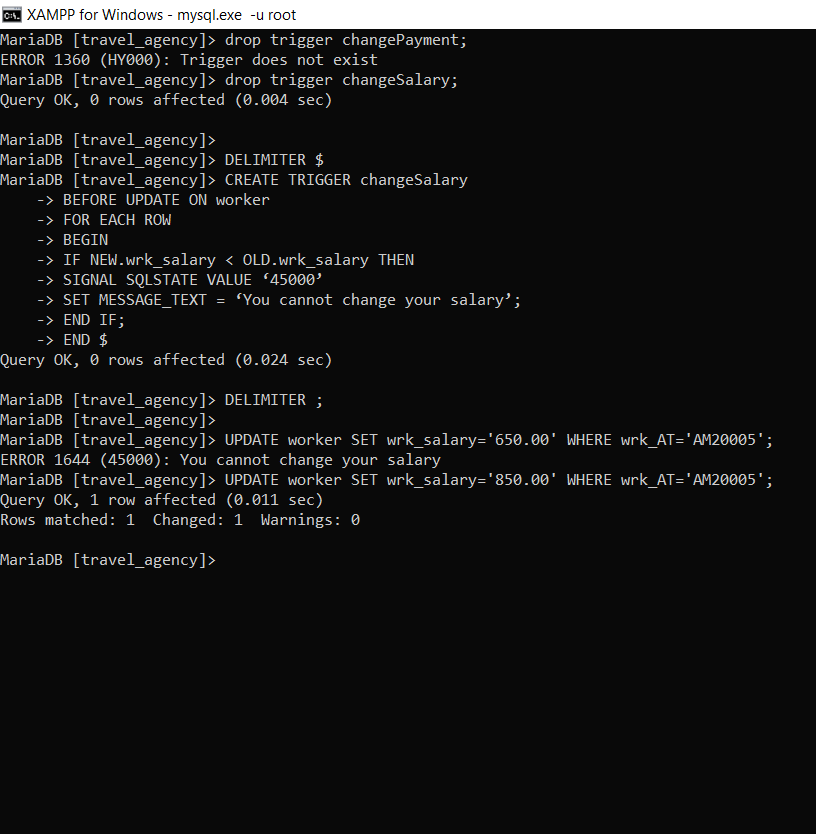 XAMPP for Windows - mysql.exe -u root
MariaDB [travel_agency]> drop trigger changePayment;
ERROR 1360 (HY000): Trigger does not exist
MariaDB [travel_agency]> drop trigger changeSalary;
Query OK, 0 rows affected (0.004 sec)
MariaDB [travel_agency]>
MariaDB [travel_agency]> DELIMITER $
MariaDB [travel_agency]> CREATE TRIGGER changeSalary
-> BEFORE UPDATE ON worker
-> FOR EACH ROW
-> BEGIN
-> IF NEW.wrk_salary < OLD.wrk_salary THEN
-> SIGNAL SQLSTATE VALUE ‘45000’
-> SET MESSAGE_TEXT = ‘You cannot change your salary’;
-> END IF;
-> END $
Query OK, 0 rows affected (0.024 sec)
MariaDB [travel_agency]> DELIMITER ;
MariaDB [travel_agency]>
MariaDB [travel_agency]> UPDATE worker SET wrk_salary='650.00' WHERE wrk_AT='AM20005';
ERROR 1644 (45000): You cannot change your salary
MariaDB [travel_agency]> UPDATE worker SET wrk_salary='850.00' WHERE wrk_AT='AM20005';
Query OK, 1 row affected (0.011 sec)
Rows matched: 1  Changed: 1  Warnings: 0
MariaDB [travel_agency]>